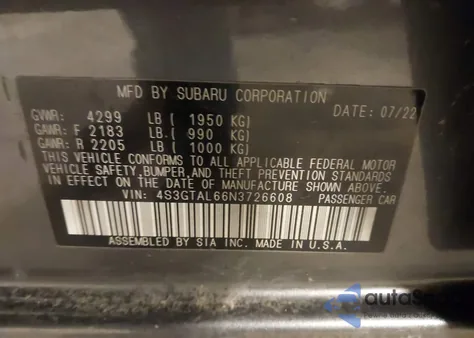 MFD BY SUBARU CORPORATION
GVWR: 4299 LB ( 1950 KG) DATE: 07/22
GAWR: F 2183 LB. ( 990 KG)
GAWR: R 2205 LB ( 1000 KG)
THIS VEHICLE CONFORMS TO ALL APPLICABLE FEDERAL MOTOR
VEHICLE SAFETY, BUMPER, AND THEFT PREVENTION STANDARDS
IN EFFECT ON THE DATE OF MANUFACTURE SHOWN ABOVE.
VIN: 4S3GTAL66N3726608 PASSENGER CAR
ASSEMBLED BY SIA INC. MADE IN U.S.A.